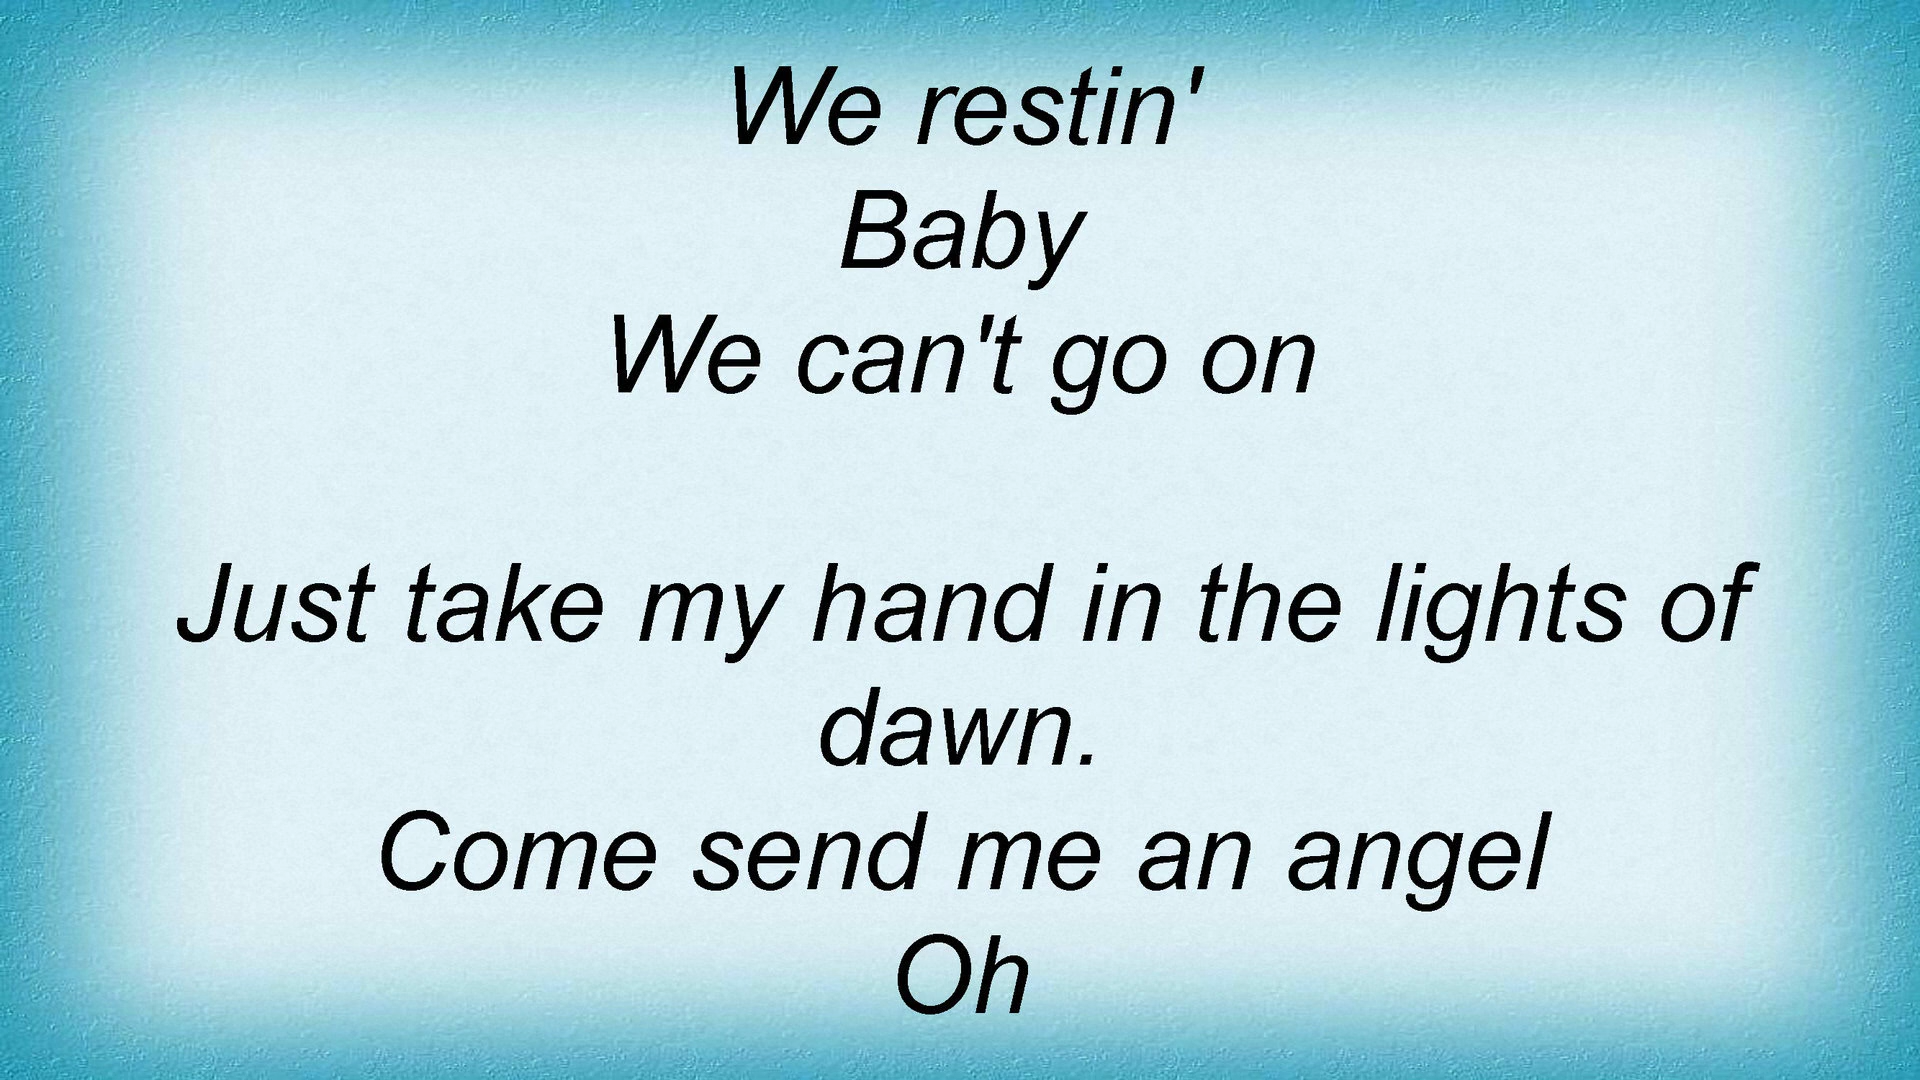 We restin'
Baby
We can't go on
Just take my hand in the lights of
dawn.
Come send me an angel
Oh